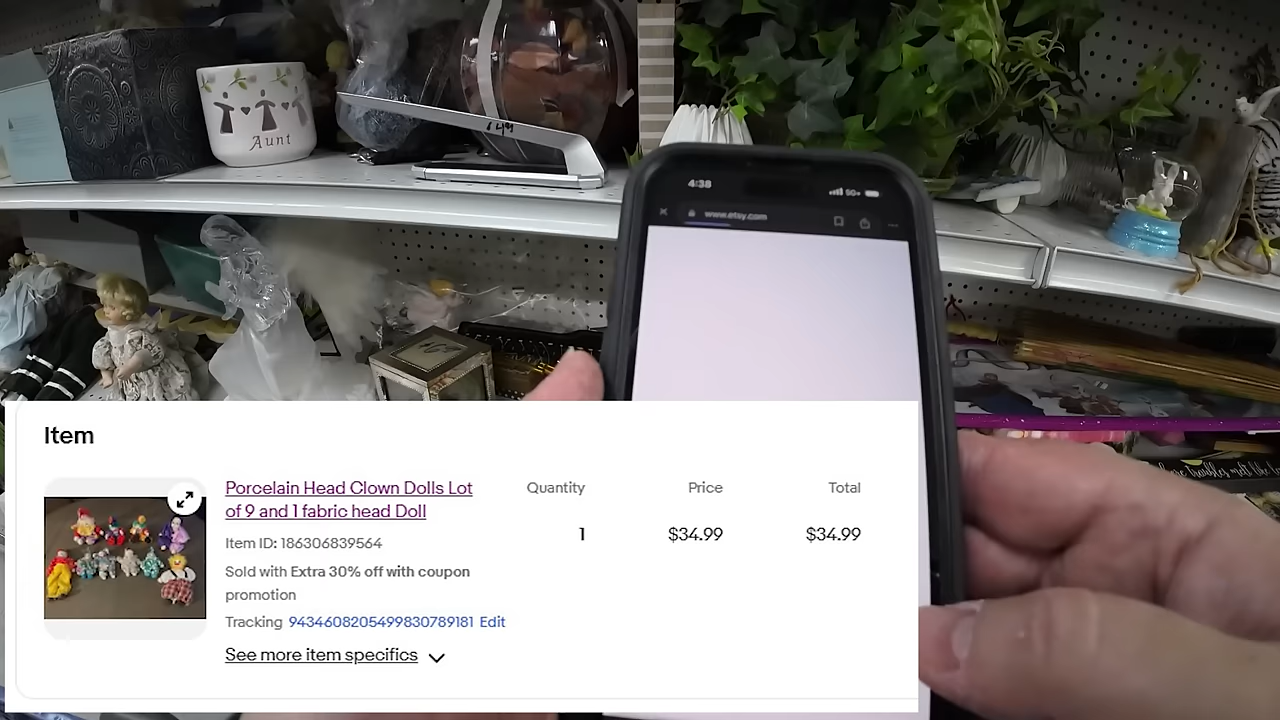 Aunt
4:38
5G+
www.etsy.com
Item
Porcelain Head Clown Dolls Lot
of 9 and 1 fabric head Doll
Item ID: 186306839564
Sold with Extra 30% off with coupon
promotion
Tracking 9434608205499830789181 Edit
See more item specifics
Quantity
1
Price
$34.99
Total
$34.99